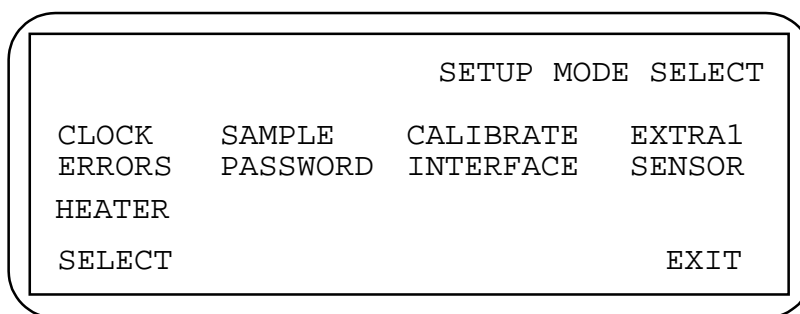 SETUP MODE SELECT
CLOCK SAMPLE CALIBRATE EXTRA1
ERRORS PASSWORD INTERFACE SENSOR
HEATER
SELECT EXIT